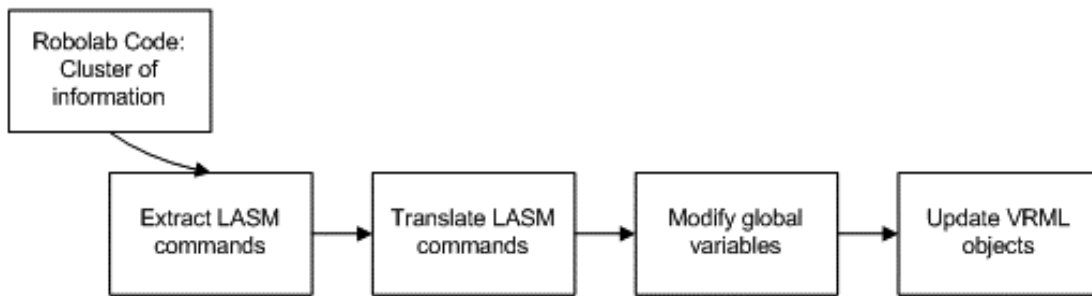 Robolab Code:
Cluster of
information
Extract LASM
commands
Translate LASM
commands
Modify global
variables
Update VRML
objects